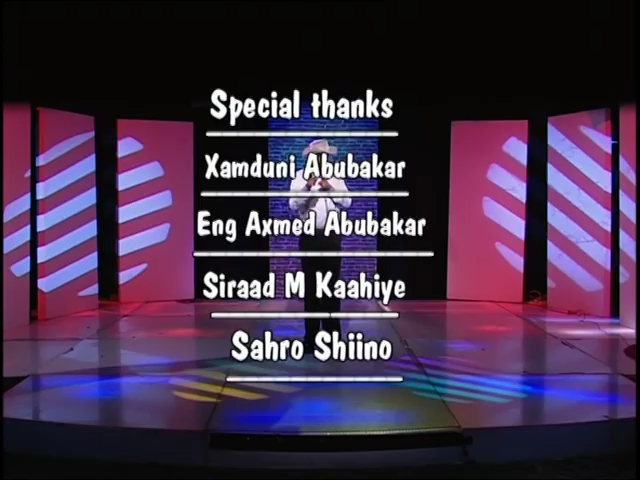 Special thanks
Xamduni Abubakar
Eng Axmed Abubakar
Siraad M Kaahiye
Sahro Shiino